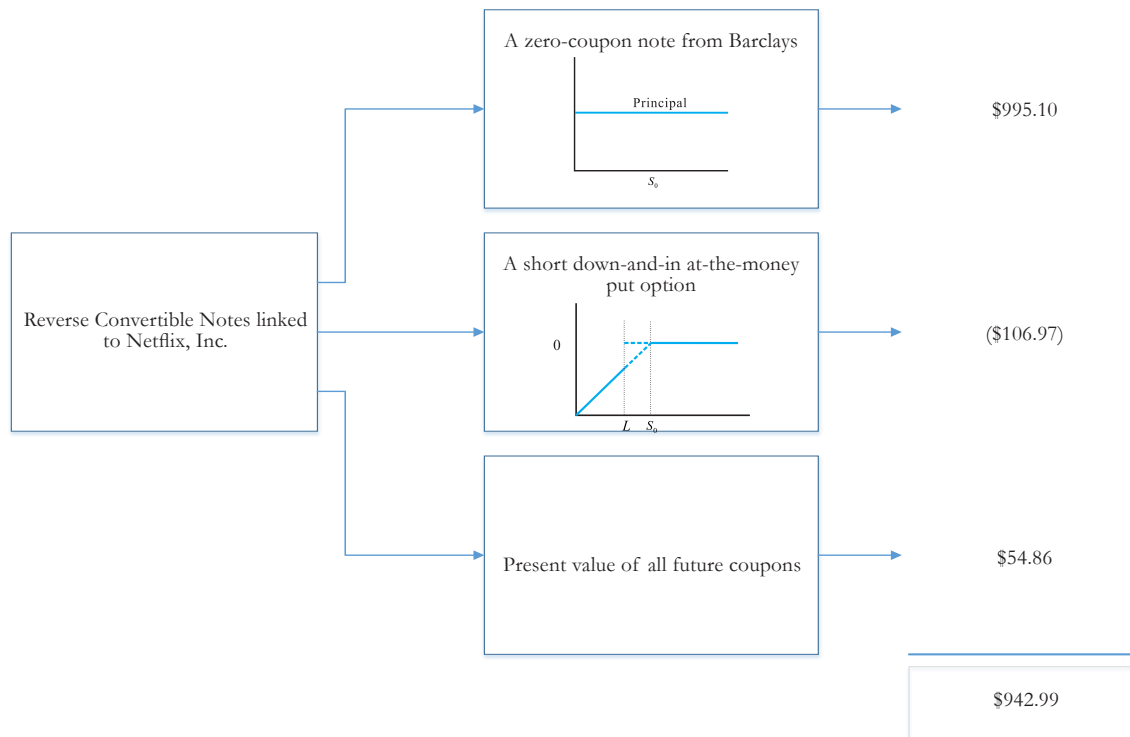 A zero-coupon note from Barclays
Principal
S₀
$995.10
Reverse Convertible Notes linked
to Netflix, Inc.
A short down-and-in at-the-money
put option
0
L S₀
($106.97)
Present value of all future coupons
$54.86
$942.99